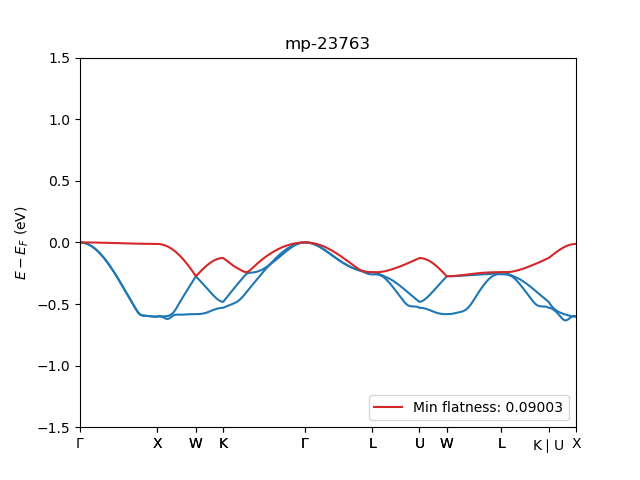 mp-23763
1.5
1.0
0.5
0.0
−0.5
−1.0
−1.5
E − E_F (eV)
Min flatness: 0.09003
Γ X W K Γ L U W L K | U X